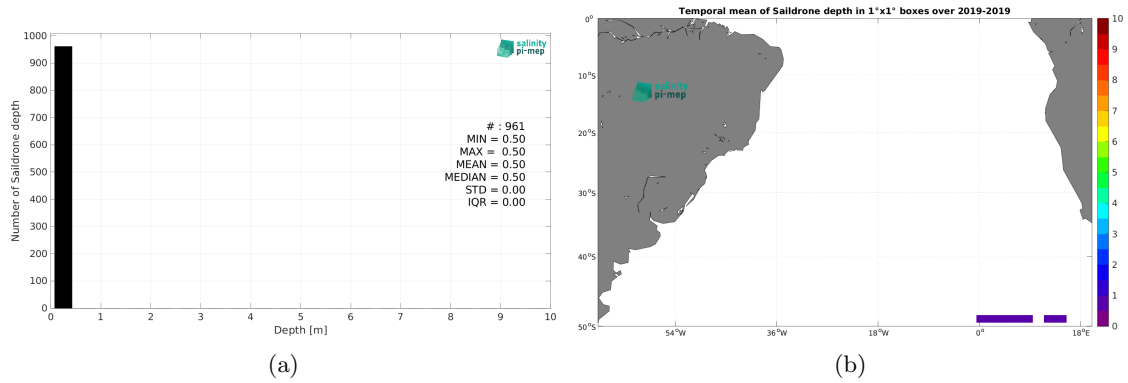 Number of Saildrone depth
1000
900
800
700
600
500
400
300
200
100
0
0 1 2 3 4 5 6 7 8 9 10
Depth [m]
salinity
pi-mep
# : 961
MIN = 0.50
MAX = 0.50
MEAN = 0.50
MEDIAN = 0.50
STD = 0.00
IQR = 0.00
(a)
Temporal mean of Saildrone depth in 1°x1° boxes over 2019-2019
0°
10°S
20°S
30°S
40°S
50°S
54°W 36°W 18°W 0° 18°E
salinity
pi-mep
10
9
8
7
6
5
4
3
2
1
0
(b)